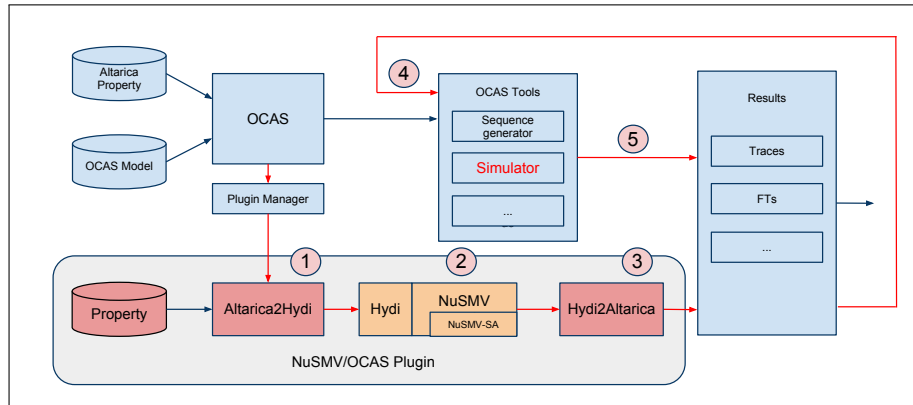 Altarica
Property
OCAS Model
OCAS
Plugin Manager
4
OCAS Tools
Sequence
generator
Simulator
...
5
Results
Traces
FTs
...
1
2
3
Property
Altarica2Hydi
Hydi
NuSMV
NuSMV-SA
Hydi2Altarica
NuSMV/OCAS Plugin